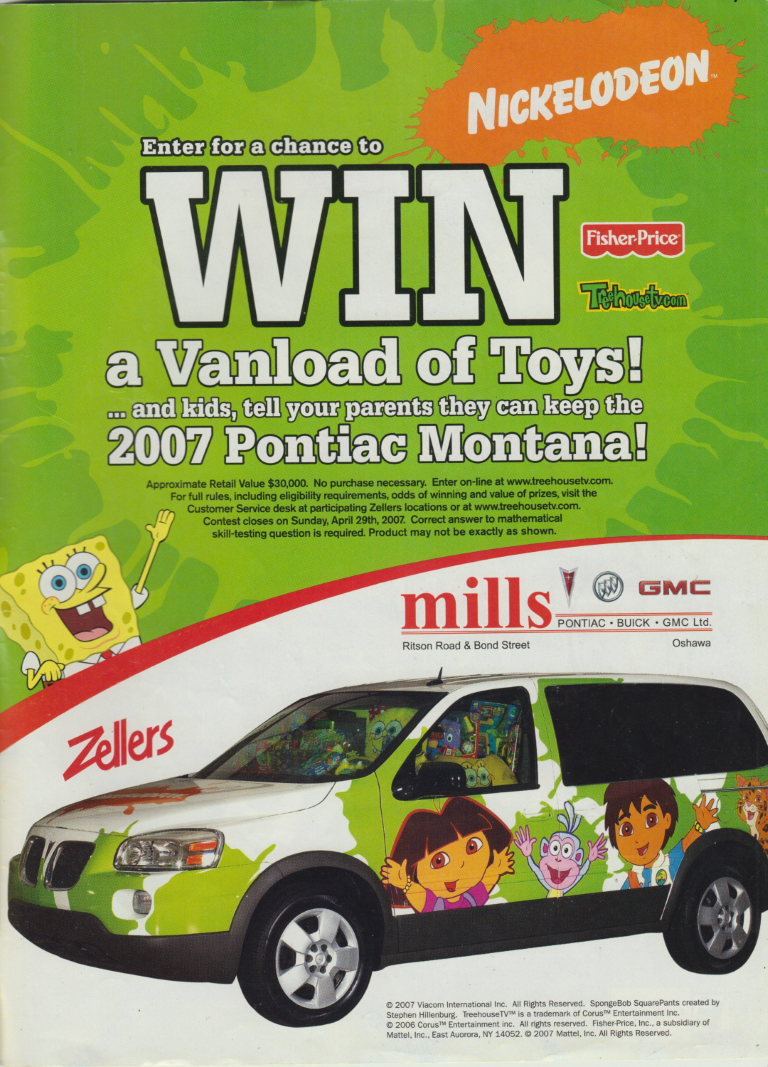 NICKELODEON™
Enter for a chance to
WIN
Fisher-Price®
Treehousetv.com
a Vanload of Toys!
... and kids, tell your parents they can keep the
2007 Pontiac Montana!
Approximate Retail Value $30,000. No purchase necessary. Enter on-line at www.treehousetv.com.
For full rules, including eligibility requirements, odds of winning and value of prizes, visit the
Customer Service desk at participating Zellers locations or at www.treehousetv.com.
Contest closes on Sunday, April 29th, 2007. Correct answer to mathematical
skill-testing question is required. Product may not be exactly as shown.
mills
GMC
PONTIAC • BUICK • GMC Ltd.
Ritson Road & Bond Street Oshawa
Zellers
© 2007 Viacom International Inc. All Rights Reserved. SpongeBob SquarePants created by
Stephen Hillenburg. TreehouseTV™ is a trademark of Corus™ Entertainment Inc.
© 2006 Corus™ Entertainment inc. All rights reserved. Fisher-Price, Inc., a subsidiary of
Mattel, Inc., East Auorora, NY 14052. © 2007 Mattel, Inc. All Rights Reserved.